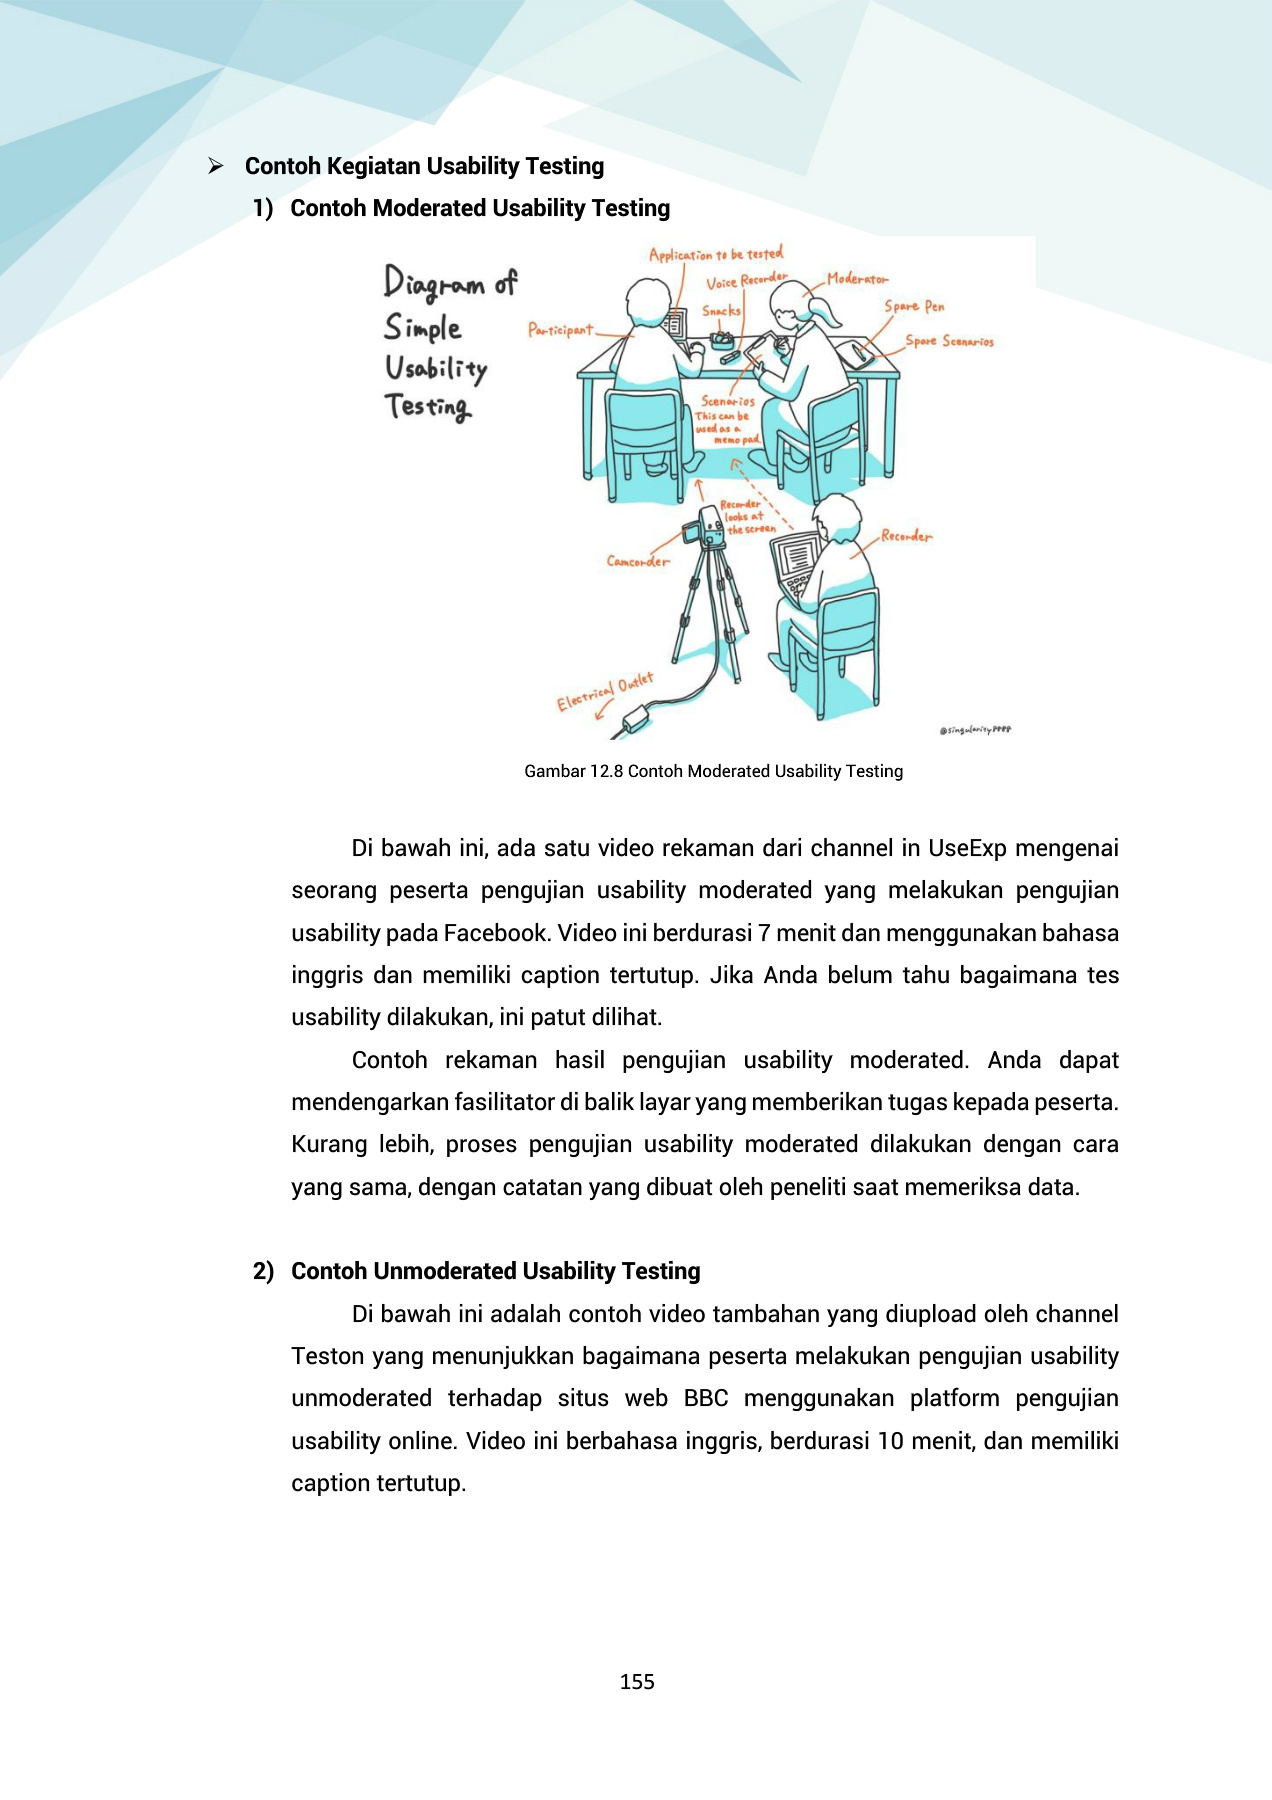 ➢ Contoh Kegiatan Usability Testing
1) Contoh Moderated Usability Testing
Diagram of
Simple
Usability
Testing
Application to be tested
Voice Recorder
Moderator
Snacks
Spare Pen
Participant
Spare Scenarios
Scenarios
This can be
used as a
memo pad.
Recorder
looks at
the screen
Recorder
Camcorder
Electrical Outlet
@singularity8888
Gambar 12.8 Contoh Moderated Usability Testing
Di bawah ini, ada satu video rekaman dari channel in UseExp mengenai
seorang peserta pengujian usability moderated yang melakukan pengujian
usability pada Facebook. Video ini berdurasi 7 menit dan menggunakan bahasa
inggris dan memiliki caption tertutup. Jika Anda belum tahu bagaimana tes
usability dilakukan, ini patut dilihat.
Contoh rekaman hasil pengujian usability moderated. Anda dapat
mendengarkan fasilitator di balik layar yang memberikan tugas kepada peserta.
Kurang lebih, proses pengujian usability moderated dilakukan dengan cara
yang sama, dengan catatan yang dibuat oleh peneliti saat memeriksa data.
2) Contoh Unmoderated Usability Testing
Di bawah ini adalah contoh video tambahan yang diupload oleh channel
Teston yang menunjukkan bagaimana peserta melakukan pengujian usability
unmoderated terhadap situs web BBC menggunakan platform pengujian
usability online. Video ini berbahasa inggris, berdurasi 10 menit, dan memiliki
caption tertutup.
155